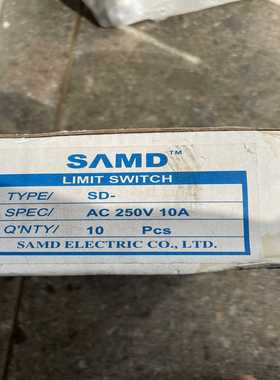 SAMD™
LIMIT SWITCH
TYPE/ SD-
SPEC/ AC 250V 10A
Q'NTY/ 10 Pcs
SAMD ELECTRIC CO., LTD.